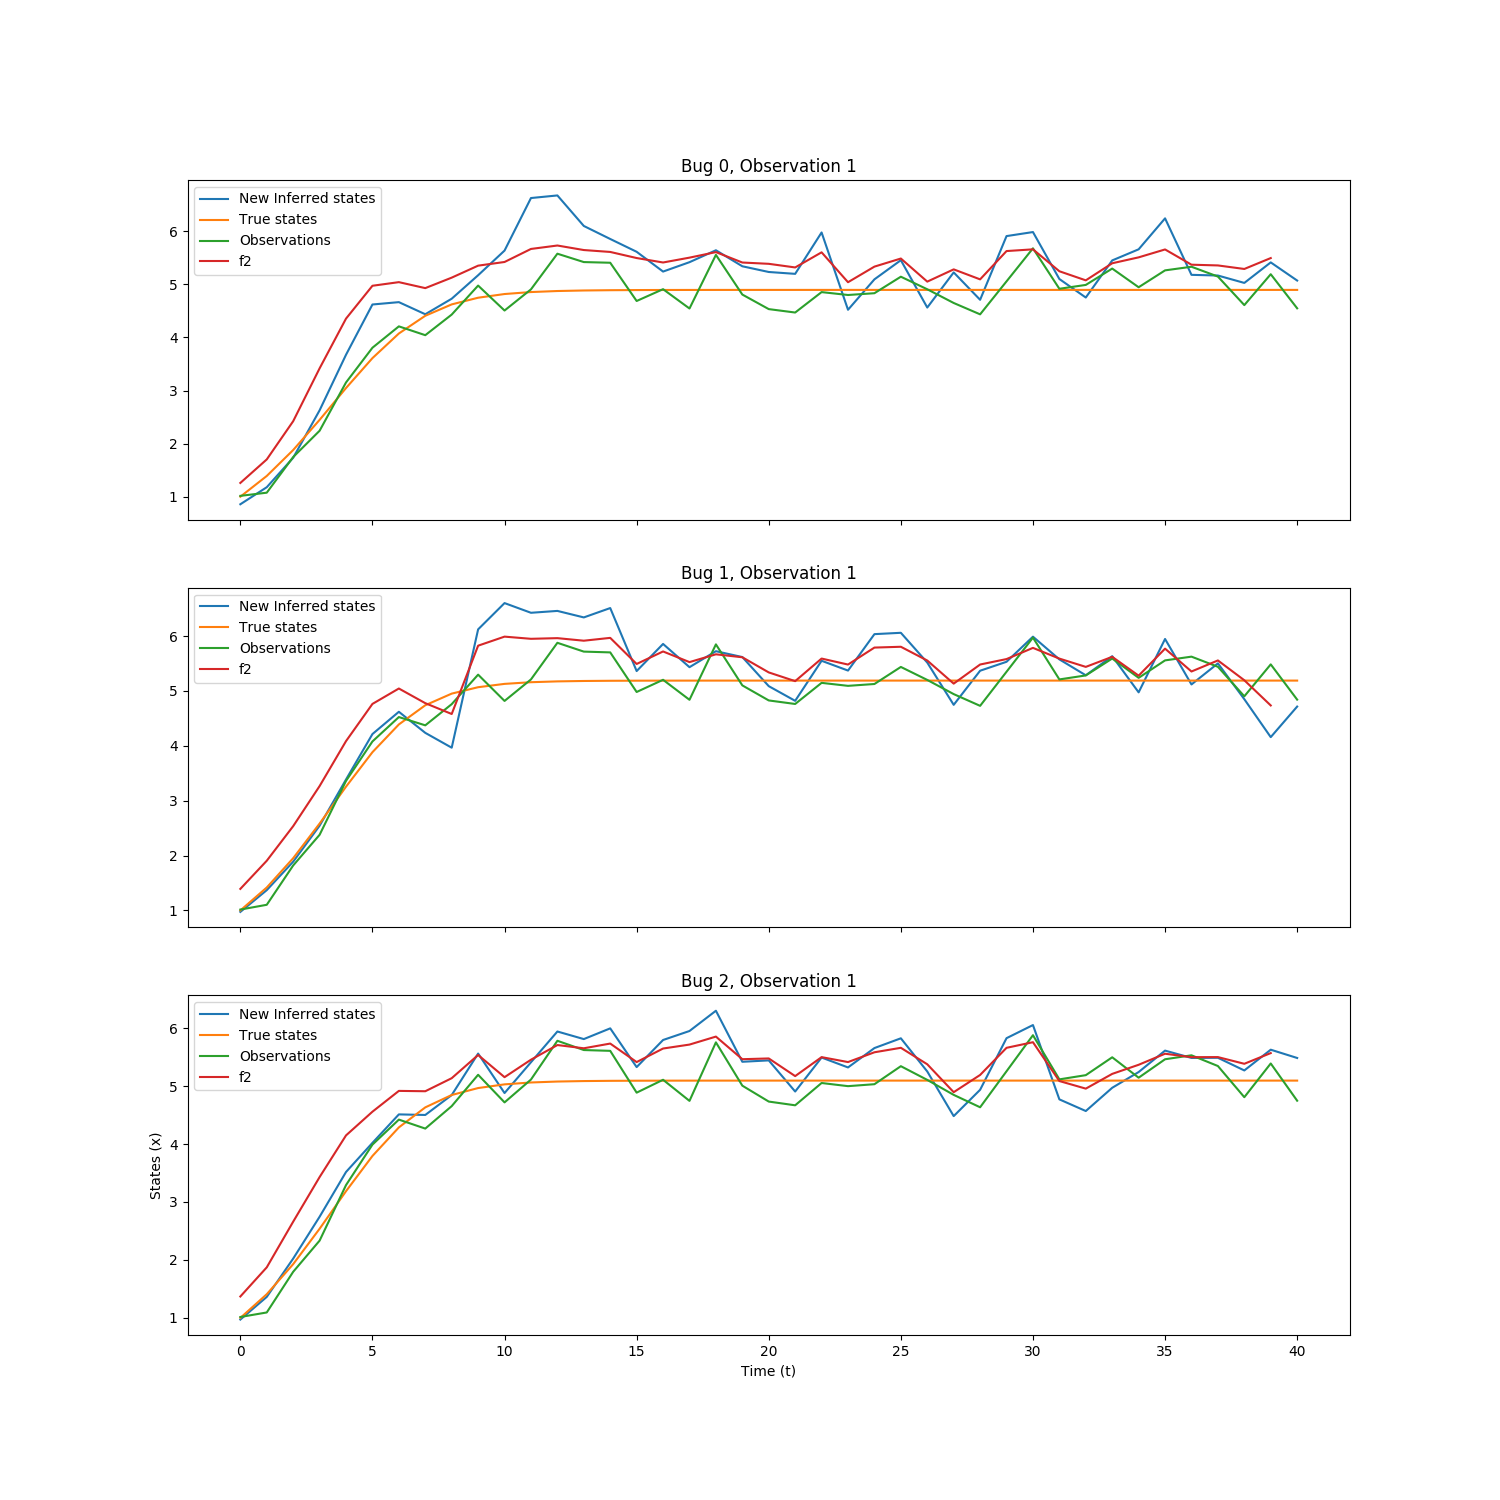 Bug 0, Observation 1
New Inferred states
True states
Observations
f2
6
5
4
3
2
1
Bug 1, Observation 1
New Inferred states
True states
Observations
f2
6
5
4
3
2
1
Bug 2, Observation 1
New Inferred states
True states
Observations
f2
6
5
4
3
2
1
States (x)
0 5 10 15 20 25 30 35 40
Time (t)